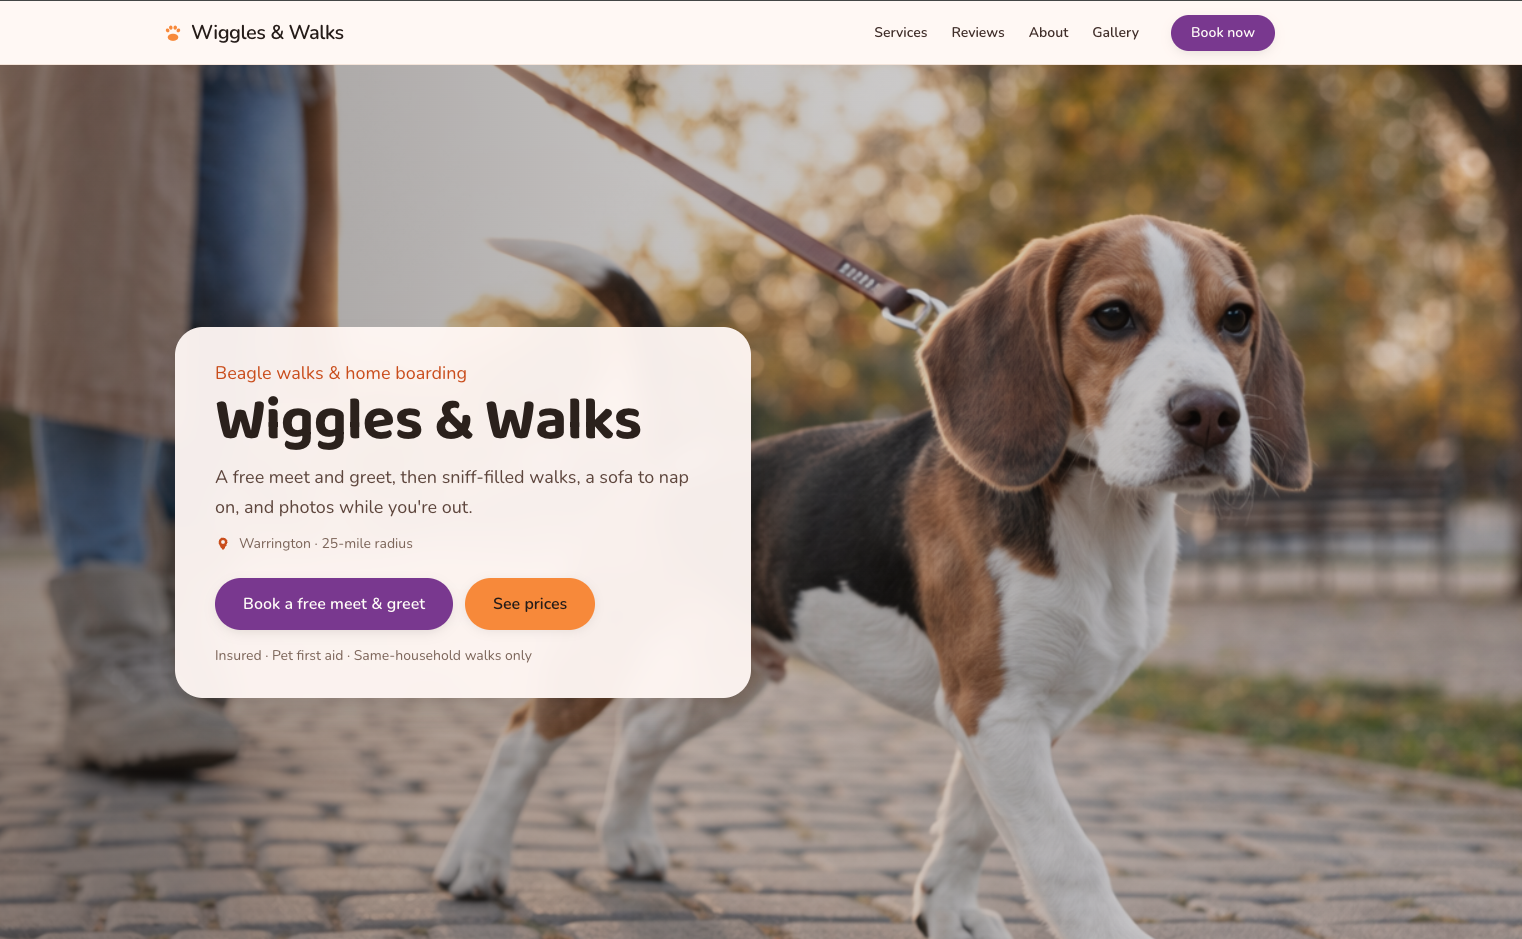 Wiggles & Walks
Services
Reviews
About
Gallery
Book now
Beagle walks & home boarding
Wiggles & Walks
A free meet and greet, then sniff-filled walks, a sofa to nap
on, and photos while you're out.
Warrington · 25-mile radius
Book a free meet & greet
See prices
Insured · Pet first aid · Same-household walks only